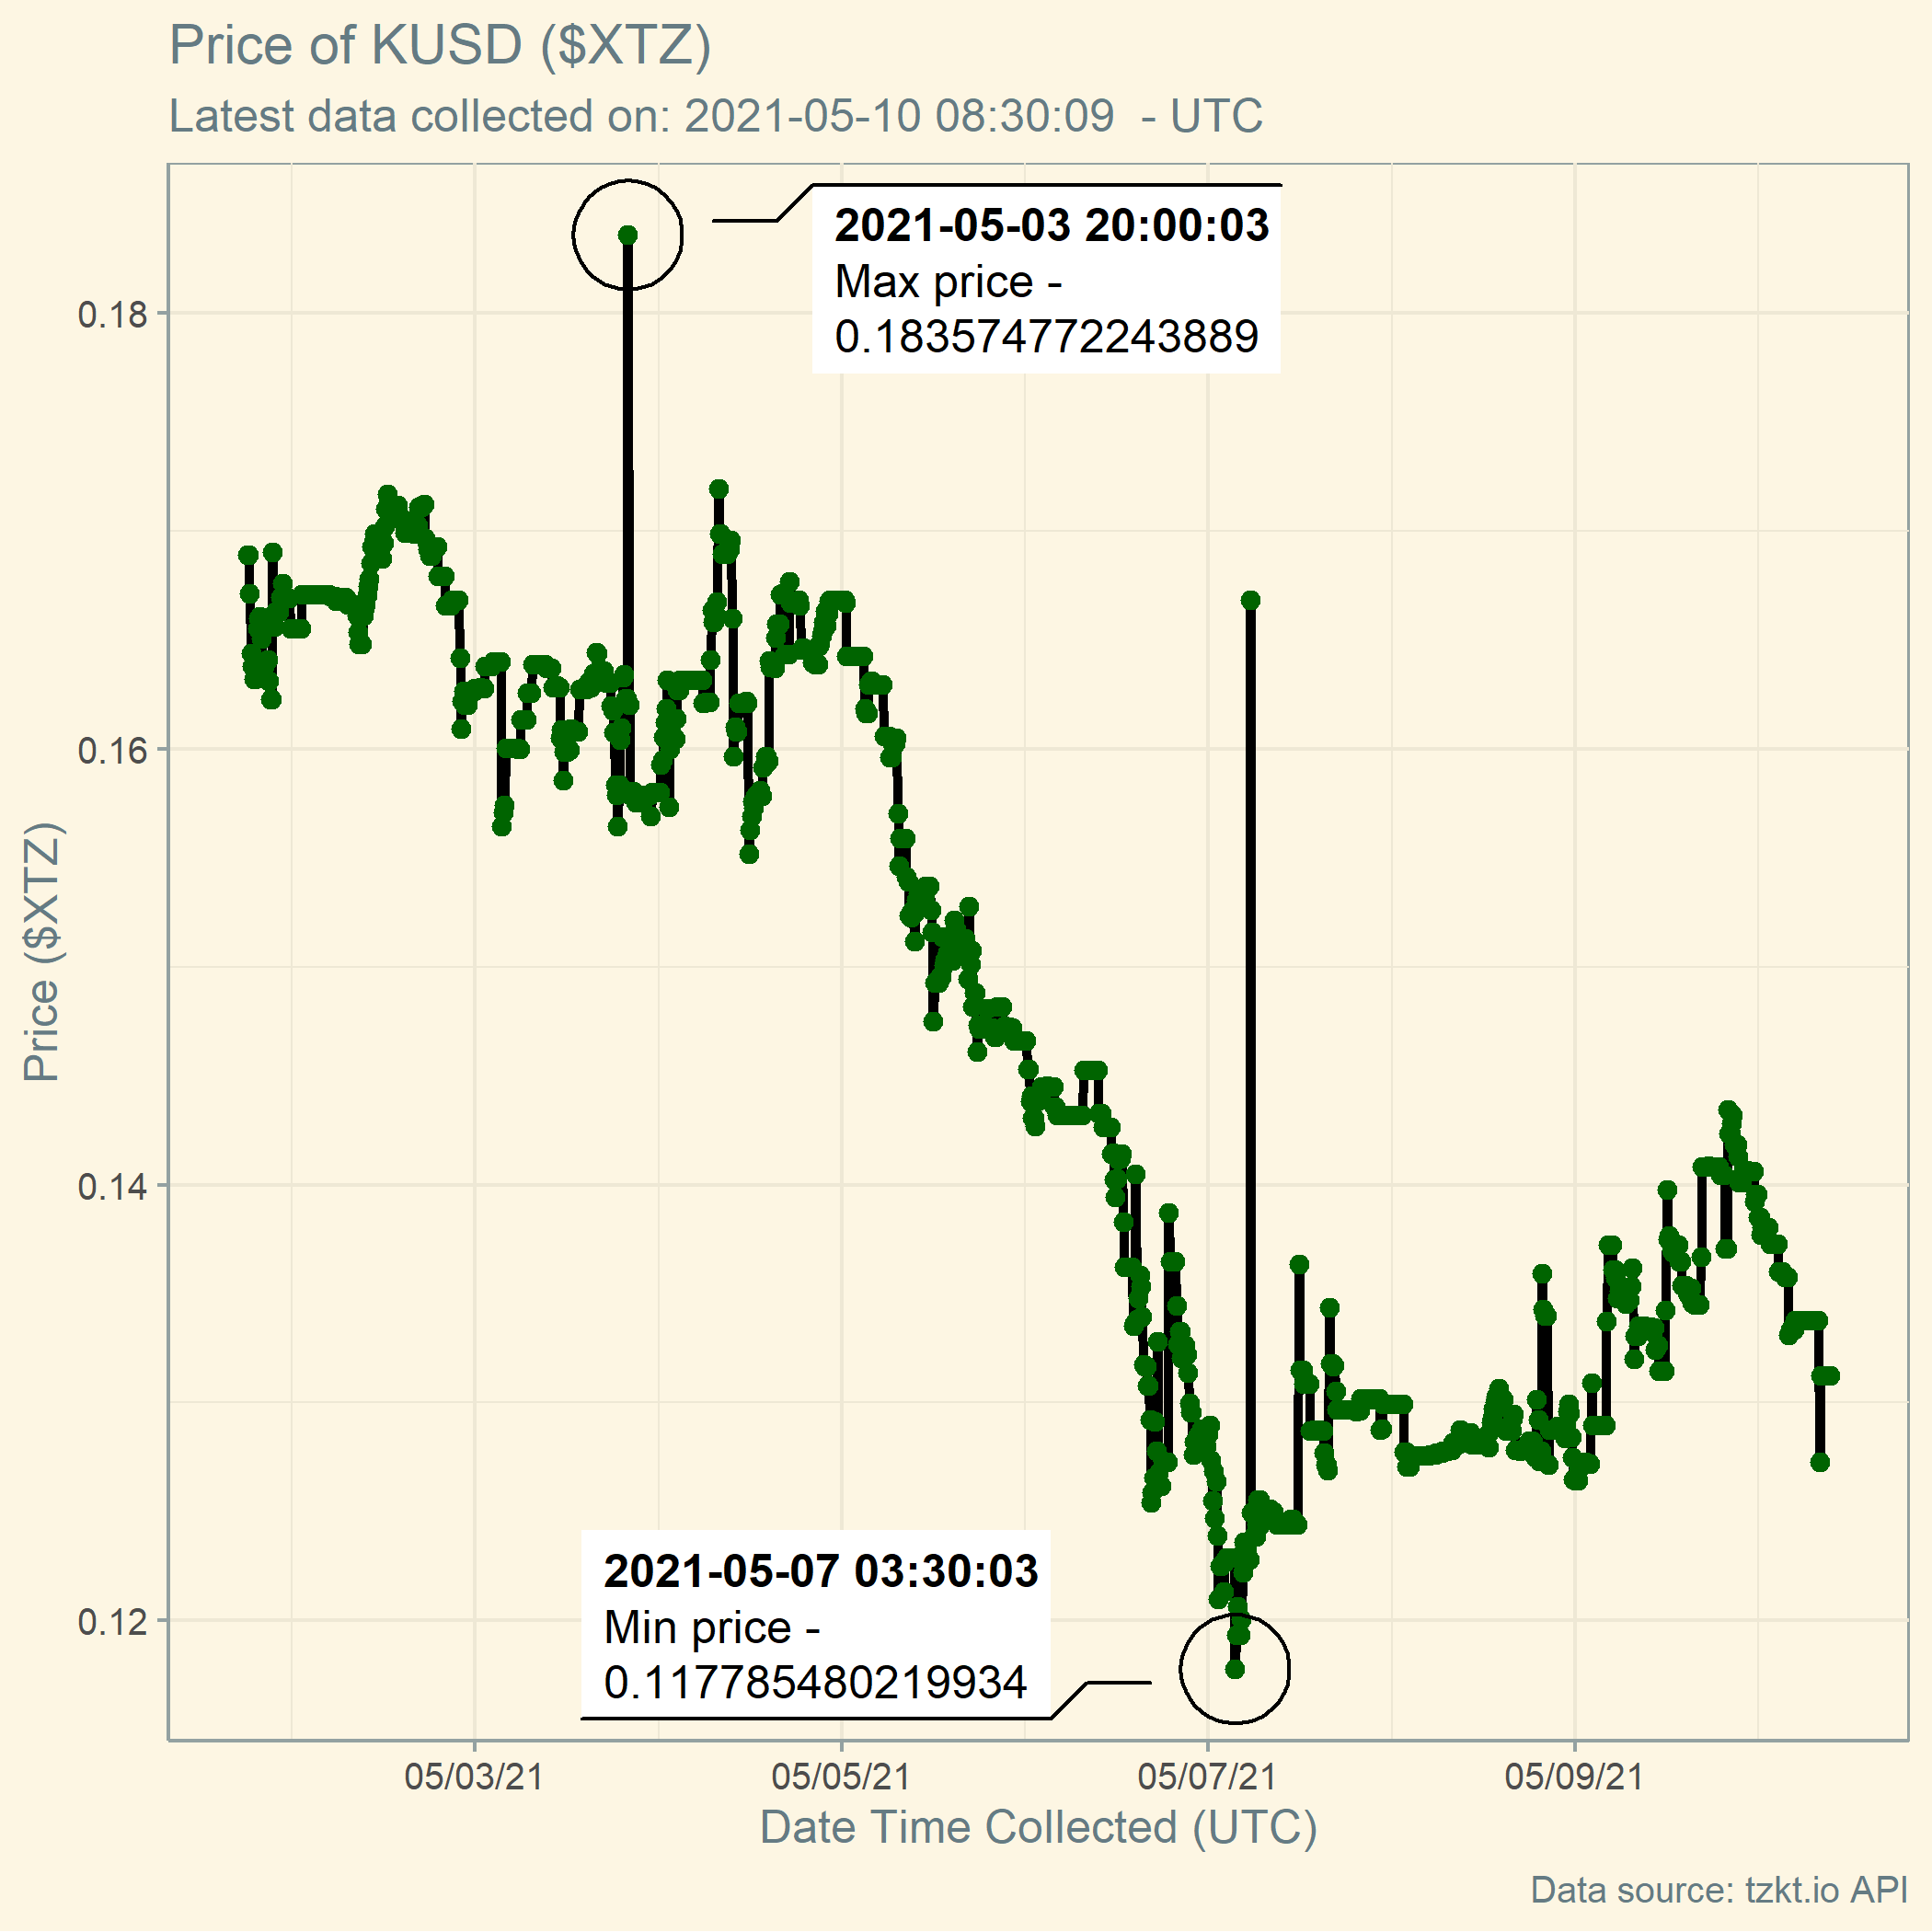 Price of KUSD ($XTZ)
Latest data collected on: 2021-05-10 08:30:09  - UTC
2021-05-03 20:00:03
Max price -
0.183574772243889
0.18
0.16
0.14
0.12
Price ($XTZ)
2021-05-07 03:30:03
Min price -
0.117785480219934
05/03/21
05/05/21
05/07/21
05/09/21
Date Time Collected (UTC)
Data source: tzkt.io API